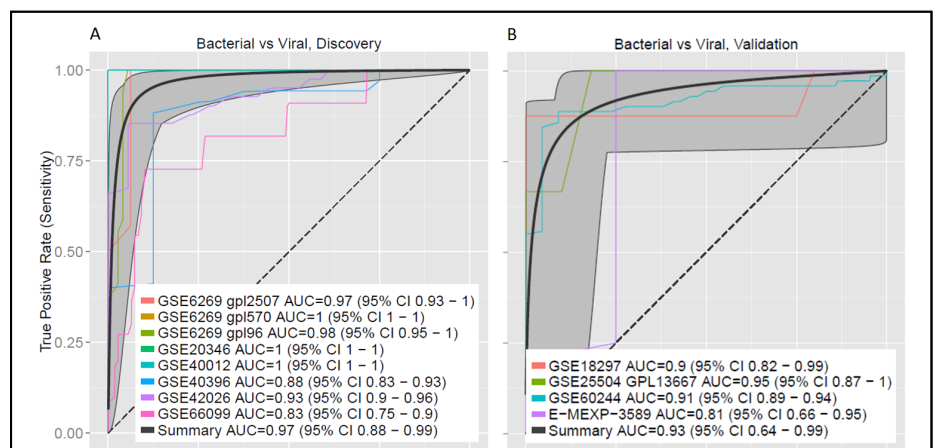 A
Bacterial vs Viral, Discovery
True Positive Rate (Sensitivity)
1.00
0.75
0.50
0.25
0.00
GSE6269 gpl2507 AUC=0.97 (95% CI 0.93 − 1)
GSE6269 gpl570 AUC=1 (95% CI 1 − 1)
GSE6269 gpl96 AUC=0.98 (95% CI 0.95 − 1)
GSE20346 AUC=1 (95% CI 1 − 1)
GSE40012 AUC=1 (95% CI 1 − 1)
GSE40396 AUC=0.88 (95% CI 0.83 − 0.93)
GSE42026 AUC=0.93 (95% CI 0.9 − 0.96)
GSE66099 AUC=0.83 (95% CI 0.75 − 0.9)
Summary AUC=0.97 (95% CI 0.88 − 0.99)
B
Bacterial vs Viral, Validation
GSE18297 AUC=0.9 (95% CI 0.82 − 0.99)
GSE25504 GPL13667 AUC=0.95 (95% CI 0.87 − 1)
GSE60244 AUC=0.91 (95% CI 0.89 − 0.94)
E−MEXP−3589 AUC=0.81 (95% CI 0.66 − 0.95)
Summary AUC=0.93 (95% CI 0.64 − 0.99)